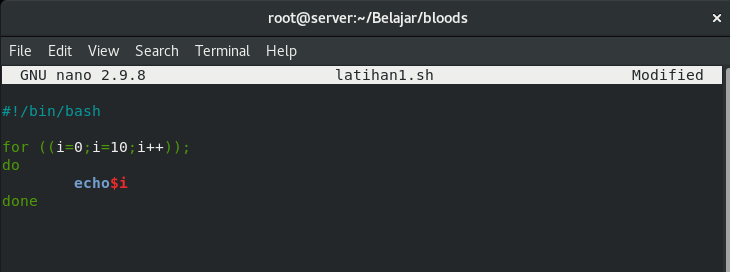 root@server:~/Belajar/bloods ×
File Edit View Search Terminal Help
GNU nano 2.9.8 latihan1.sh Modified
#!/bin/bash
for ((i=0;i=10;i++));
do
echo$i
done